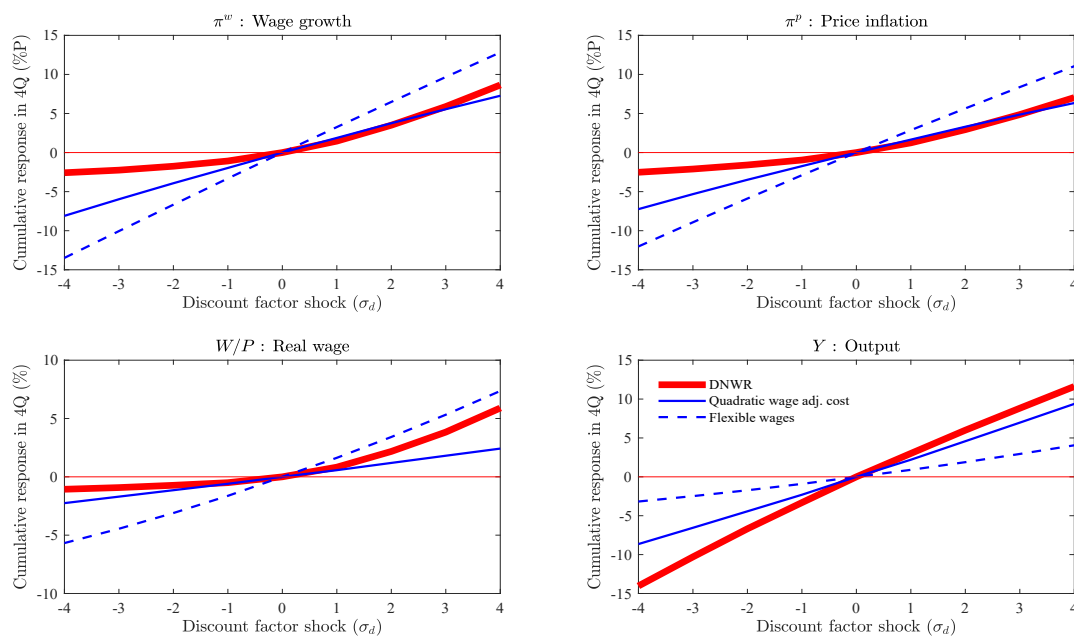 π^w : Wage growth
Cumulative response in 4Q (%P)
15
10
5
0
-5
-10
-15
-4 -3 -2 -1 0 1 2 3 4
Discount factor shock (σ_d)
π^p : Price inflation
Cumulative response in 4Q (%P)
15
10
5
0
-5
-10
-15
-4 -3 -2 -1 0 1 2 3 4
Discount factor shock (σ_d)
W/P : Real wage
Cumulative response in 4Q (%)
10
5
0
-5
-10
-4 -3 -2 -1 0 1 2 3 4
Discount factor shock (σ_d)
Y : Output
Cumulative response in 4Q (%)
15
10
5
0
-5
-10
-15
DNWR
Quadratic wage adj. cost
Flexible wages
-4 -3 -2 -1 0 1 2 3 4
Discount factor shock (σ_d)